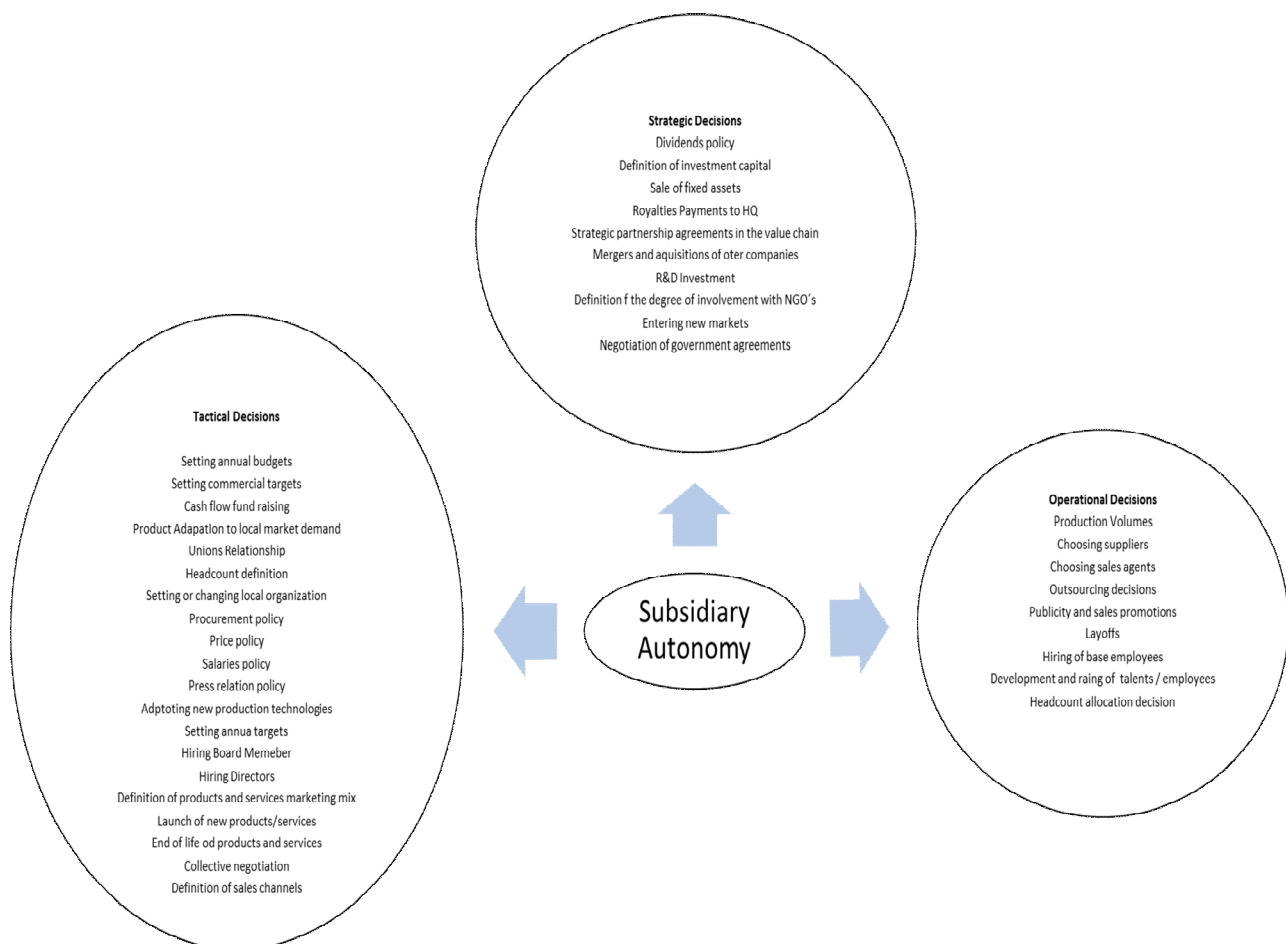 Strategic Decisions
Dividends policy
Definition of investment capital
Sale of fixed assets
Royalties Payments to HQ
Strategic partnership agreements in the value chain
Mergers and aquisitions of oter companies
R&D Investment
Definition f the degree of involvement with NGO´s
Entering new markets
Negotiation of government agreements
Tactical Decisions
Setting annual budgets
Setting commercial targets
Cash flow fund raising
Product Adapation to local market demand
Unions Relationship
Headcount definition
Setting or changing local organization
Procurement policy
Price policy
Salaries policy
Press relation policy
Adptoting new production technologies
Setting annua targets
Hiring Board Memeber
Hiring Directors
Definition of products and services marketing mix
Launch of new products/services
End of life od products and services
Collective negotiation
Definition of sales channels
Subsidiary
Autonomy
Operational Decisions
Production Volumes
Choosing suppliers
Choosing sales agents
Outsourcing decisions
Publicity and sales promotions
Layoffs
Hiring of base employees
Development and raing of talents / employees
Headcount allocation decision